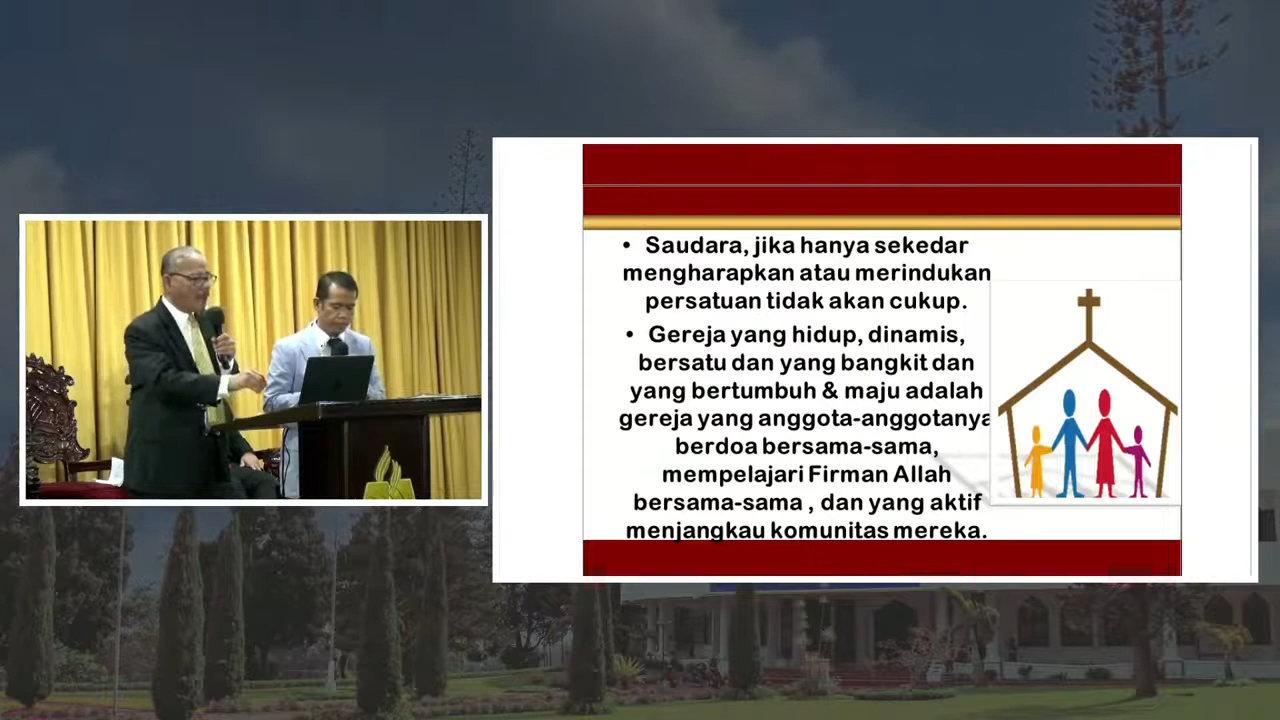 • Saudara, jika hanya sekedar
mengharapkan atau merindukan
persatuan tidak akan cukup.
• Gereja yang hidup, dinamis,
bersatu dan yang bangkit dan
yang bertumbuh & maju adalah
gereja yang anggota-anggotanya
berdoa bersama-sama,
mempelajari Firman Allah
bersama-sama , dan yang aktif
menjangkau komunitas mereka.